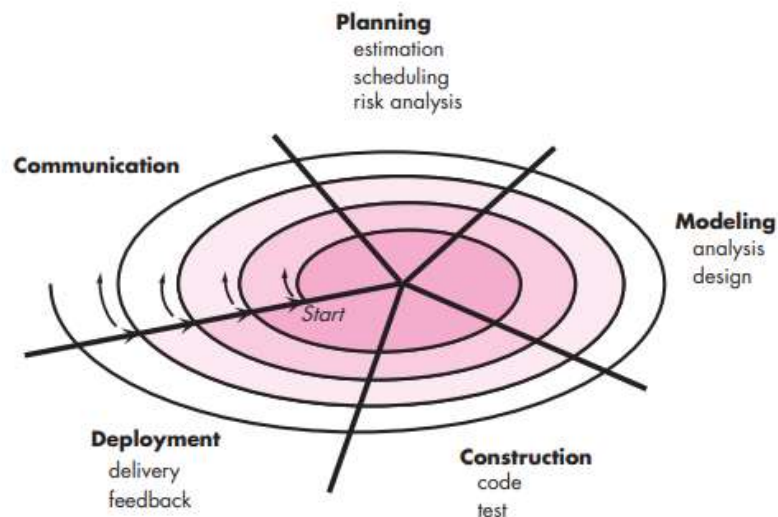 Planning
estimation
scheduling
risk analysis
Communication
Modeling
analysis
design
Start
Deployment
delivery
feedback
Construction
code
test